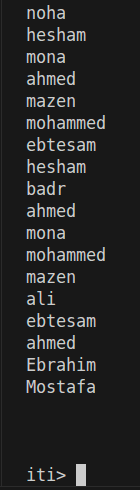 noha
hesham
mona
ahmed
mazen
mohammed
ebtesam
hesham
badr
ahmed
mona
mohammed
mazen
ali
ebtesam
ahmed
Ebrahim
Mostafa
iti>